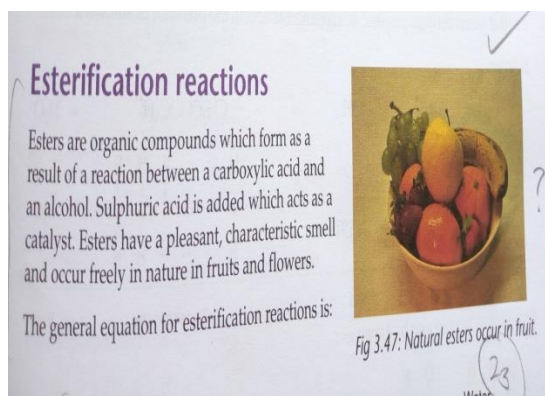 Esterification reactions
Esters are organic compounds which form as a
result of a reaction between a carboxylic acid and
an alcohol. Sulphuric acid is added which acts as a
catalyst. Esters have a pleasant, characteristic smell
and occur freely in nature in fruits and flowers.
The general equation for esterification reactions is:
?
Fig 3.47: Natural esters occur in fruit.
23
Water